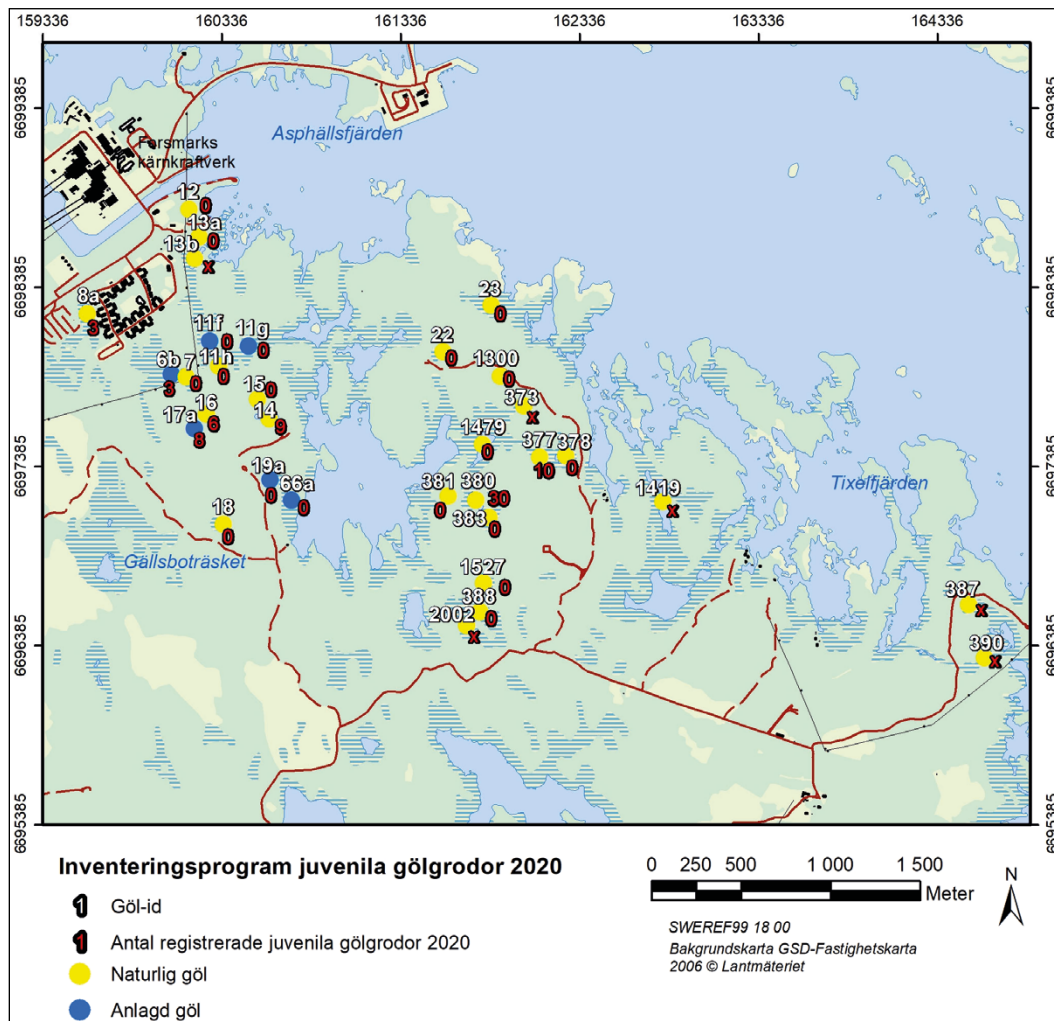 159336 160336 161336 162336 163336 164336
6699385 6699385
Asphällsfjärden
Forsmarks
kärnkraftverk
12
0
13a
0
13b
x
6698385 6698385
8a
3
23
0
11f 0
11g
0
22
0
11h
0
6b
3
7
0
1300
0
15 0
14
9
373
x
16
6
17a
8
1479
0
377
10
378
0
6697385 6697385
19a
0
66a
0
381
0
380
30
383
0
1419
x
Tixelfjärden
18
0
Gällsboträsket
1527
0
388
0
2002
x
387
x
390
x
6696385 6696385
6695385 6695385
Inventeringsprogram juvenila gölgrodor 2020
1 Göl-id
1 Antal registrerade juvenila gölgrodor 2020
Naturlig göl
Anlagd göl
0 250 500 1 000 1 500
Meter
N
SWEREF99 18 00
Bakgrundskarta GSD-Fastighetskarta
2006 © Lantmäteriet